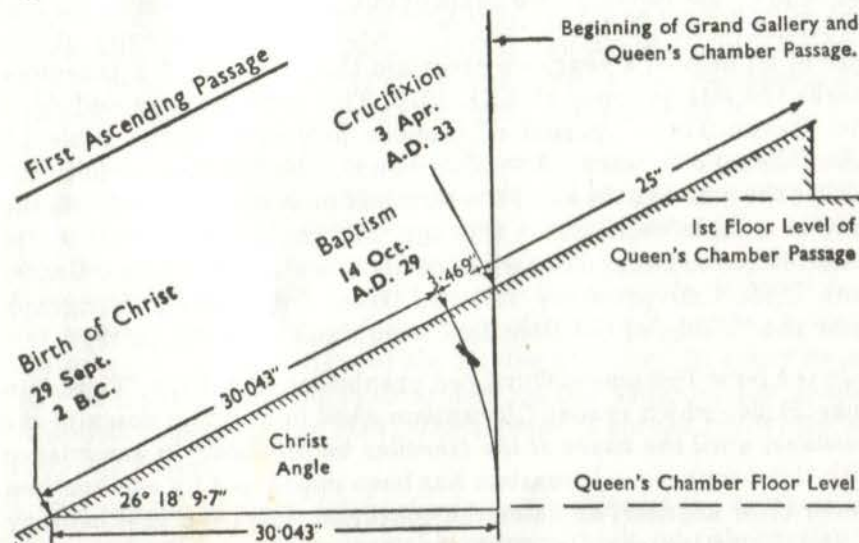 Beginning of Grand Gallery and
Queen's Chamber Passage.
First Ascending Passage
Crucifixion
3 Apr.
A.D. 33
25"
Baptism
14 Oct.
A.D. 29
3·469"
1st Floor Level of
Queen's Chamber Passage
Birth of Christ
29 Sept.
2 B.C.
30·043"
Christ
Angle
26° 18' 9·7"
Queen's Chamber Floor Level
30·043"